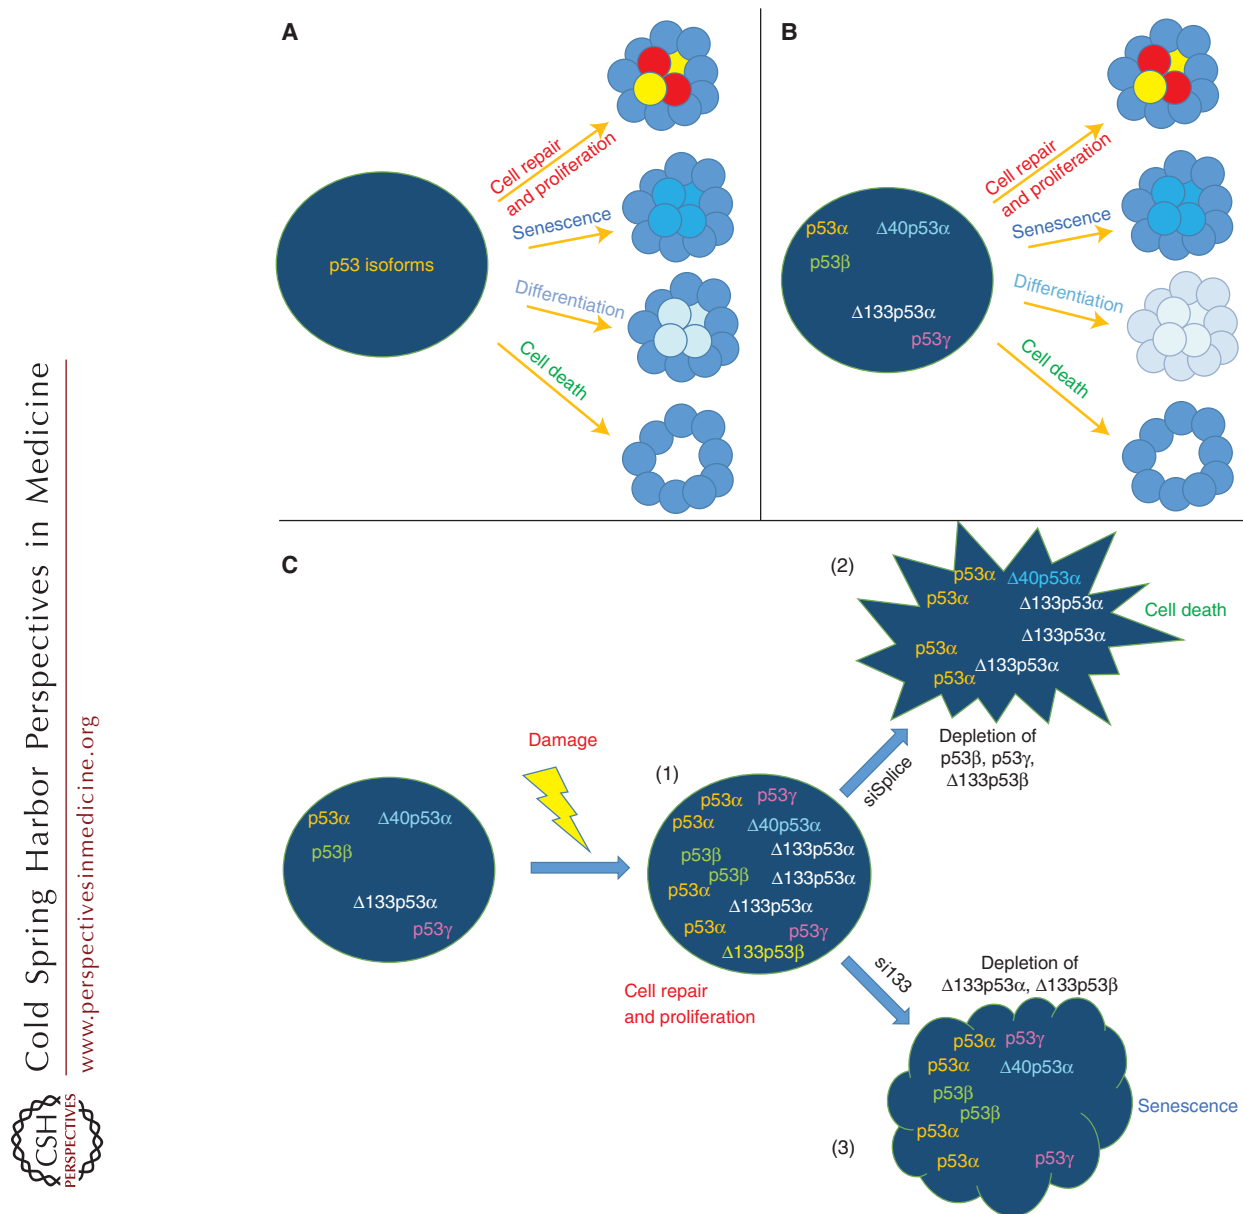 Cold Spring Harbor Perspectives in Medicine
www.perspectivesinmedicine.org
CSH
PERSPECTIVES
A
p53 isoforms
Cell repair
and proliferation
Senescence
Differentiation
Cell death
B
p53α
Δ40p53α
p53β
Δ133p53α
p53γ
Cell repair
and proliferation
Senescence
Differentiation
Cell death
C
p53α
Δ40p53α
p53β
Δ133p53α
p53γ
Damage
(1)
p53α
p53γ
p53α
Δ40p53α
Δ133p53α
p53β
p53β
Δ133p53α
p53α
Δ133p53α
p53α
p53γ
Δ133p53β
Cell repair
and proliferation
siSplice
(2)
p53α
Δ40p53α
p53α
Δ133p53α
Δ133p53α
p53α
Δ133p53α
p53α
Cell death
Depletion of
p53β, p53γ,
Δ133p53β
si133
Depletion of
Δ133p53α, Δ133p53β
p53α
p53γ
p53α
Δ40p53α
p53β
p53β
p53α
p53α
p53γ
Senescence
(3)